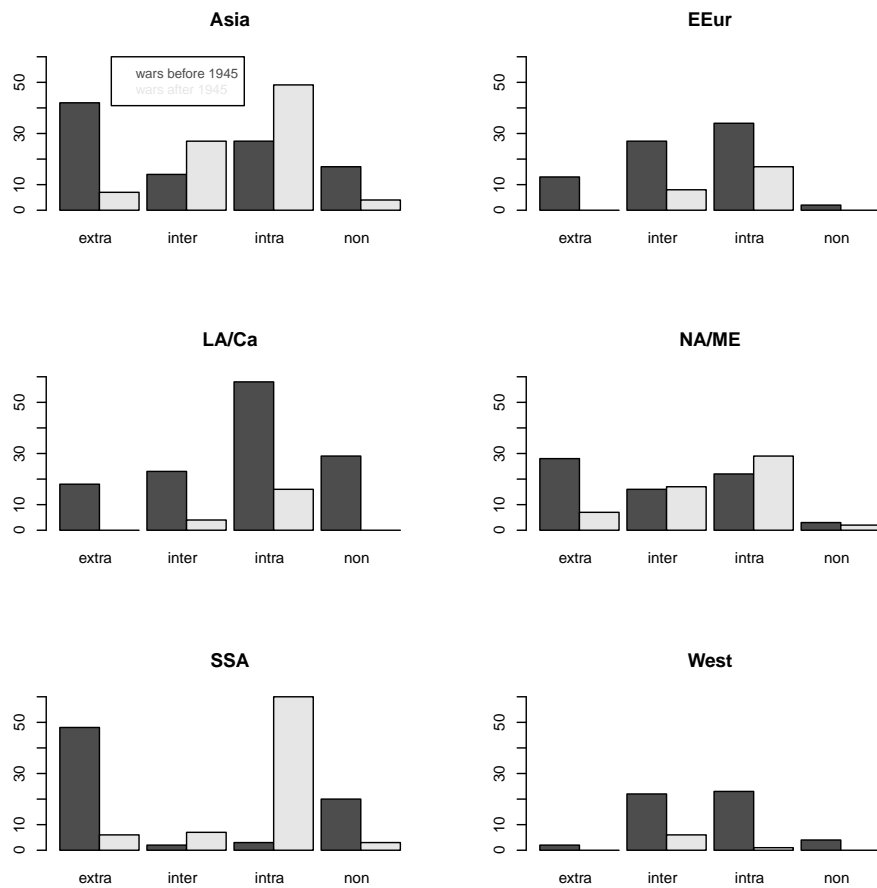 Asia
50
30
10
0
wars before 1945
wars after 1945
extra inter intra non
EEur
50
30
10
0
extra inter intra non
LA/Ca
50
30
10
0
extra inter intra non
NA/ME
50
30
10
0
extra inter intra non
SSA
50
30
10
0
extra inter intra non
West
50
30
10
0
extra inter intra non